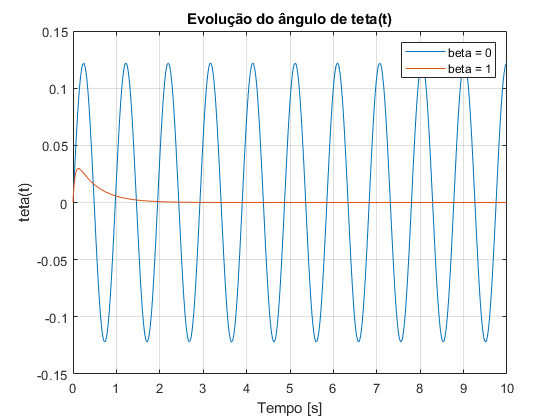 Evolução do ângulo de teta(t)
beta = 0
beta = 1
0.15
0.1
0.05
0
-0.05
-0.1
-0.15
teta(t)
0 1 2 3 4 5 6 7 8 9 10
Tempo [s]